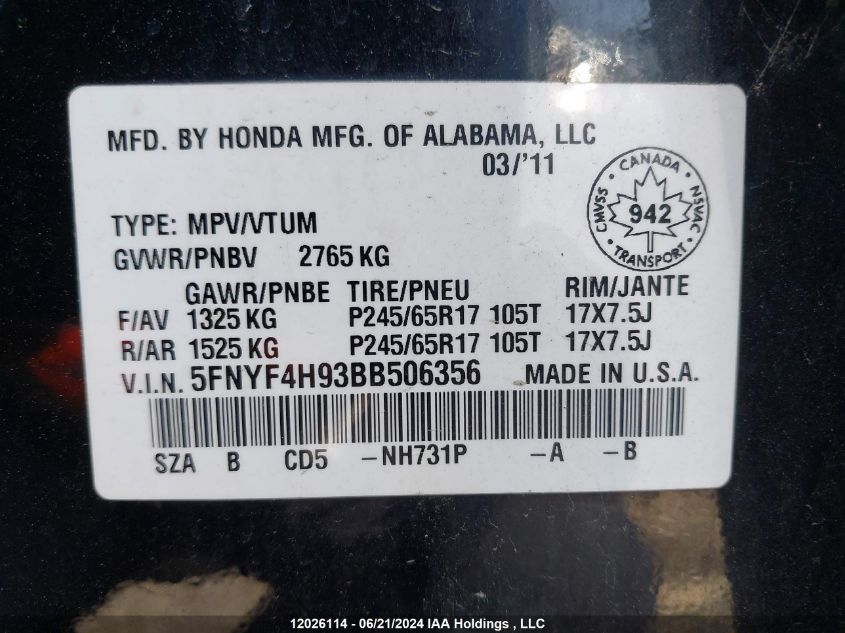 MFD. BY HONDA MFG. OF ALABAMA, LLC
03/'11
CANADA
CMVSS 942 NSVAC
TRANSPORT
TYPE: MPV/VTUM
GVWR/PNBV 2765 KG
GAWR/PNBE TIRE/PNEU RIM/JANTE
F/AV 1325 KG P245/65R17 105T 17X7.5J
R/AR 1525 KG P245/65R17 105T 17X7.5J
V.I.N. 5FNYF4H93BB506356 MADE IN U.S.A.
SZA B CD5 -NH731P -A -B
12026114 - 06/21/2024 IAA Holdings , LLC